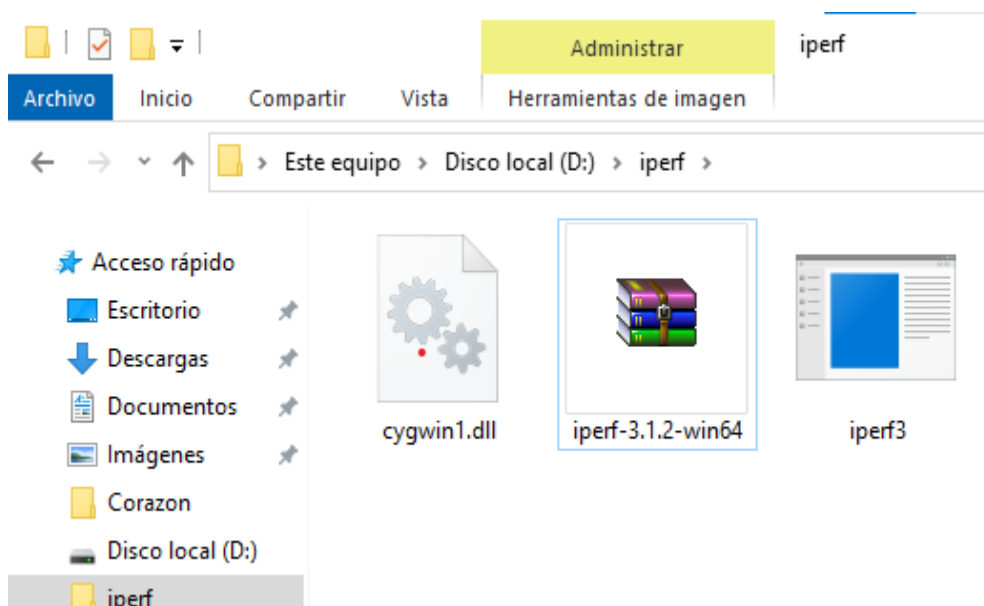 Administrar
iperf
Archivo
Inicio
Compartir
Vista
Herramientas de imagen
Este equipo > Disco local (D:) > iperf >
Acceso rápido
Escritorio
Descargas
Documentos
Imágenes
Corazon
Disco local (D:)
iperf
cygwin1.dll
iperf-3.1.2-win64
iperf3